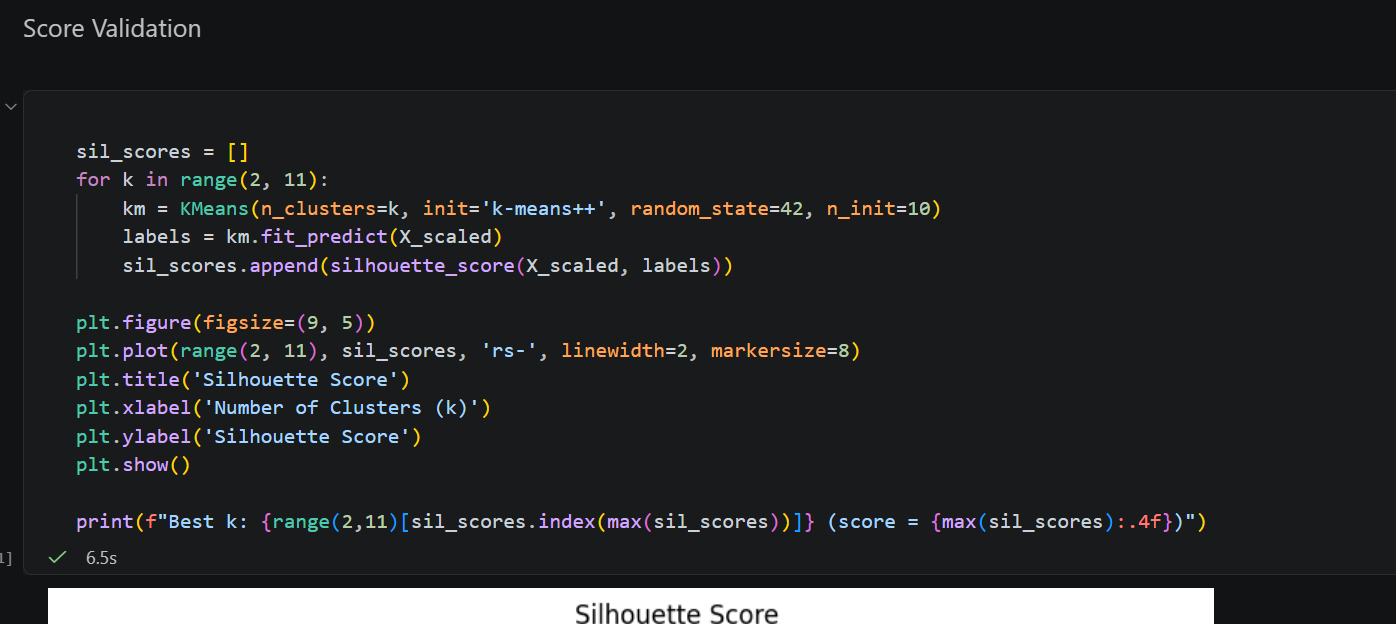 Score Validation
sil_scores = []
for k in range(2, 11):
    km = KMeans(n_clusters=k, init='k-means++', random_state=42, n_init=10)
    labels = km.fit_predict(X_scaled)
    sil_scores.append(silhouette_score(X_scaled, labels))
plt.figure(figsize=(9, 5))
plt.plot(range(2, 11), sil_scores, 'rs-', linewidth=2, markersize=8)
plt.title('Silhouette Score')
plt.xlabel('Number of Clusters (k)')
plt.ylabel('Silhouette Score')
plt.show()
print(f"Best k: {range(2,11)[sil_scores.index(max(sil_scores))]} (score = {max(sil_scores):.4f})")
6.5s
Silhouette Score